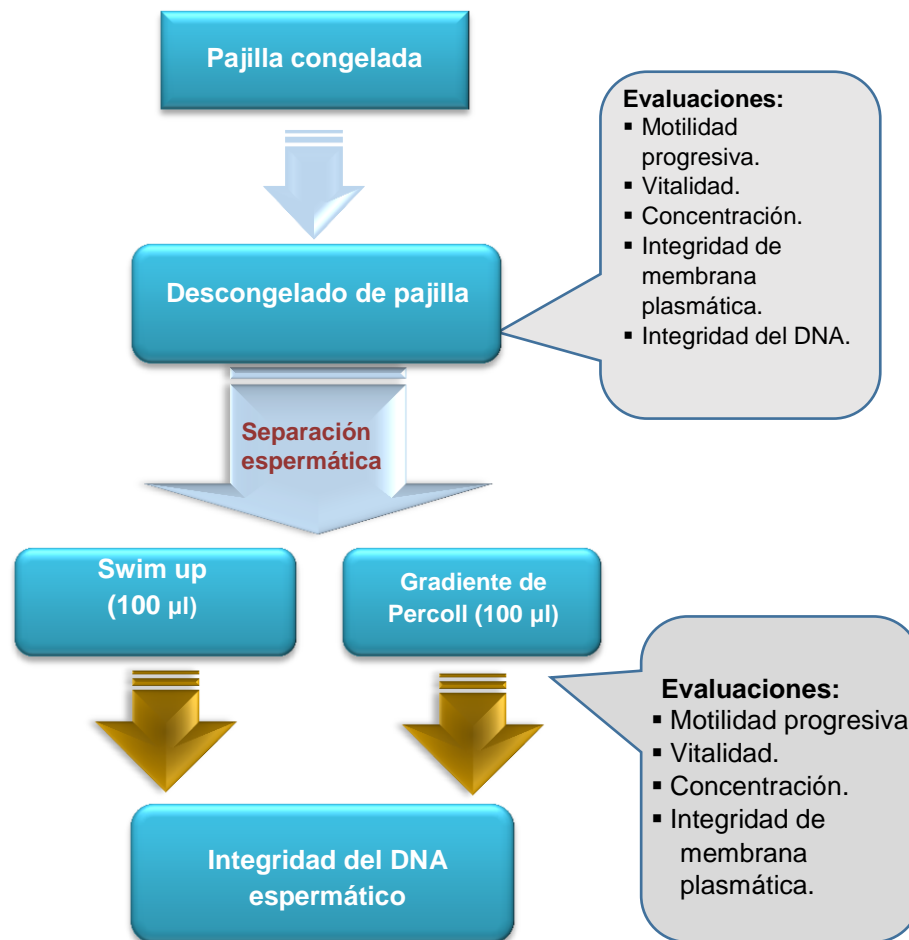 Pajilla congelada
Evaluaciones:
▪ Motilidad
progresiva.
▪ Vitalidad.
▪ Concentración.
▪ Integridad de
membrana
plasmática.
▪ Integridad del DNA.
Descongelado de pajilla
Separación
espermática
Swim up
(100 µl)
Gradiente de
Percoll (100 µl)
Evaluaciones:
▪ Motilidad progresiva
▪ Vitalidad.
▪ Concentración.
▪ Integridad de
membrana
plasmática.
Integridad del DNA
espermático